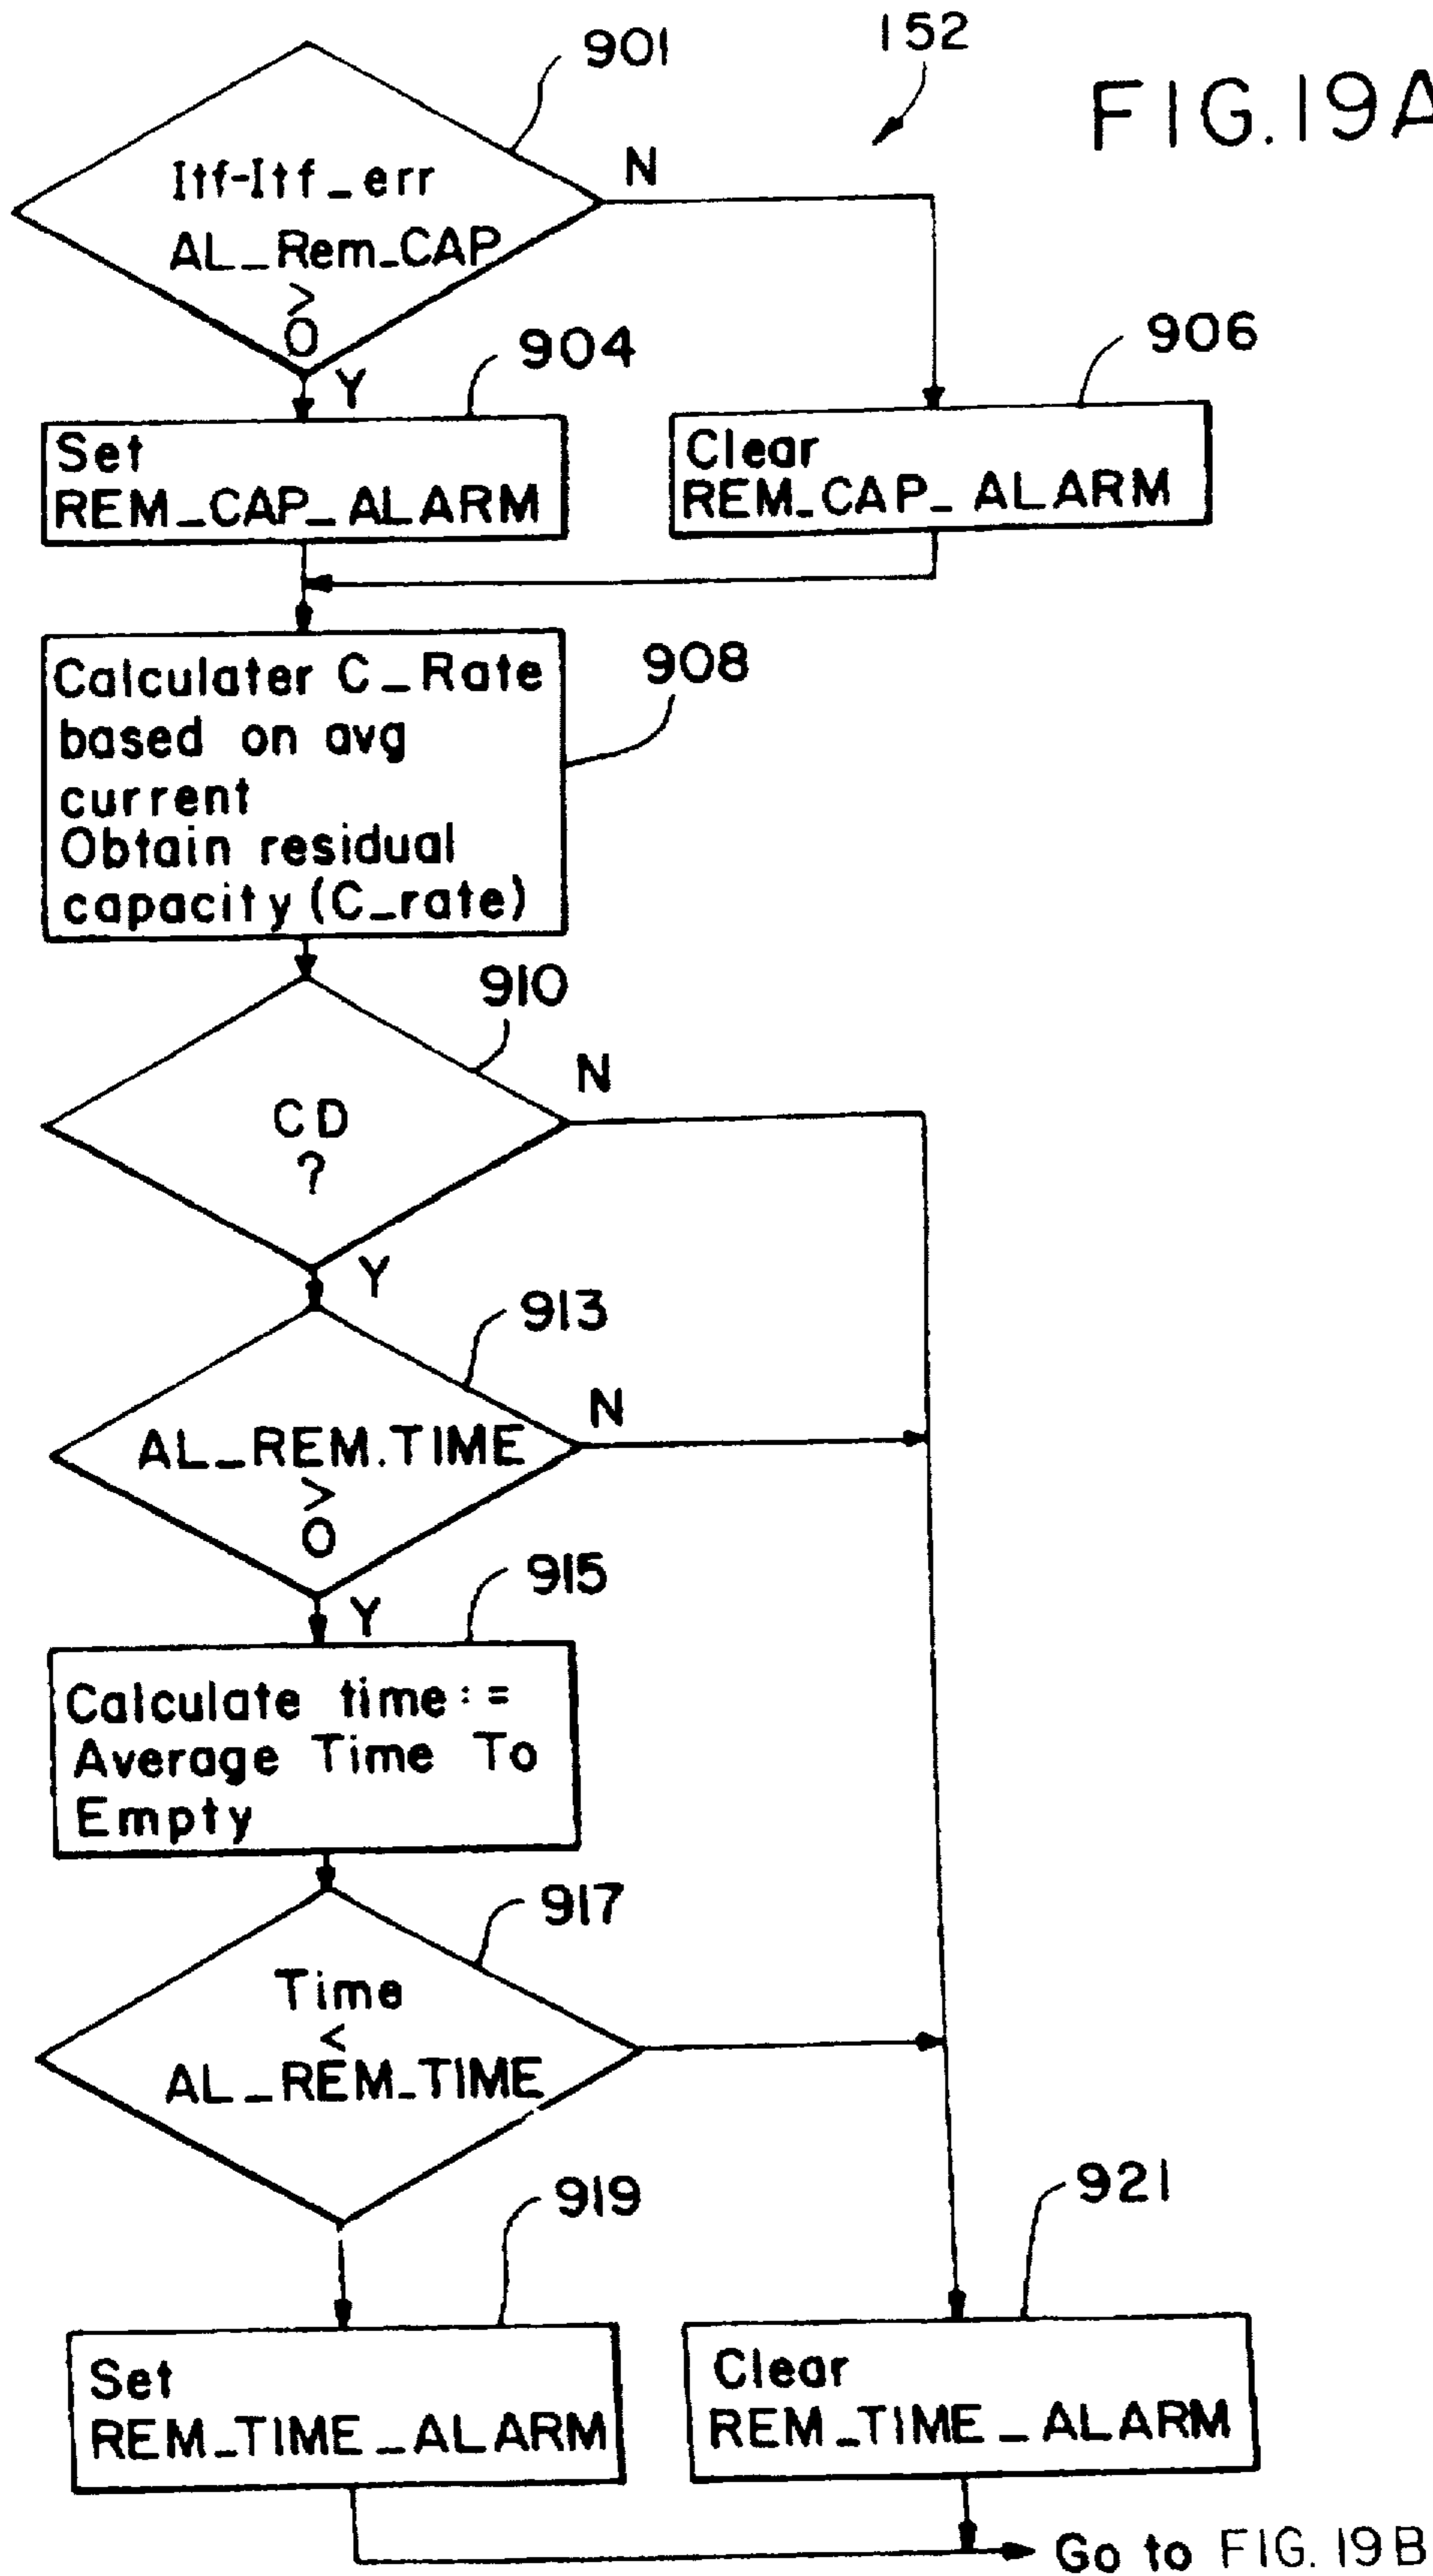 901
152
FIG.19A
Itf-Itf_err
AL_Rem_CAP
>
0
N
Y
904
906
Set
REM_CAP_ALARM
Clear
REM_CAP_ALARM
908
Calculater C_Rate
based on avg
current
Obtain residual
capacity (C_rate)
910
CD
?
N
Y
913
AL_REM.TIME
>
0
N
Y
915
Calculate time :=
Average Time To
Empty
917
Time
<
AL_REM_TIME
919
921
Set
REM_TIME_ALARM
Clear
REM_TIME_ALARM
Go to FIG. 19B